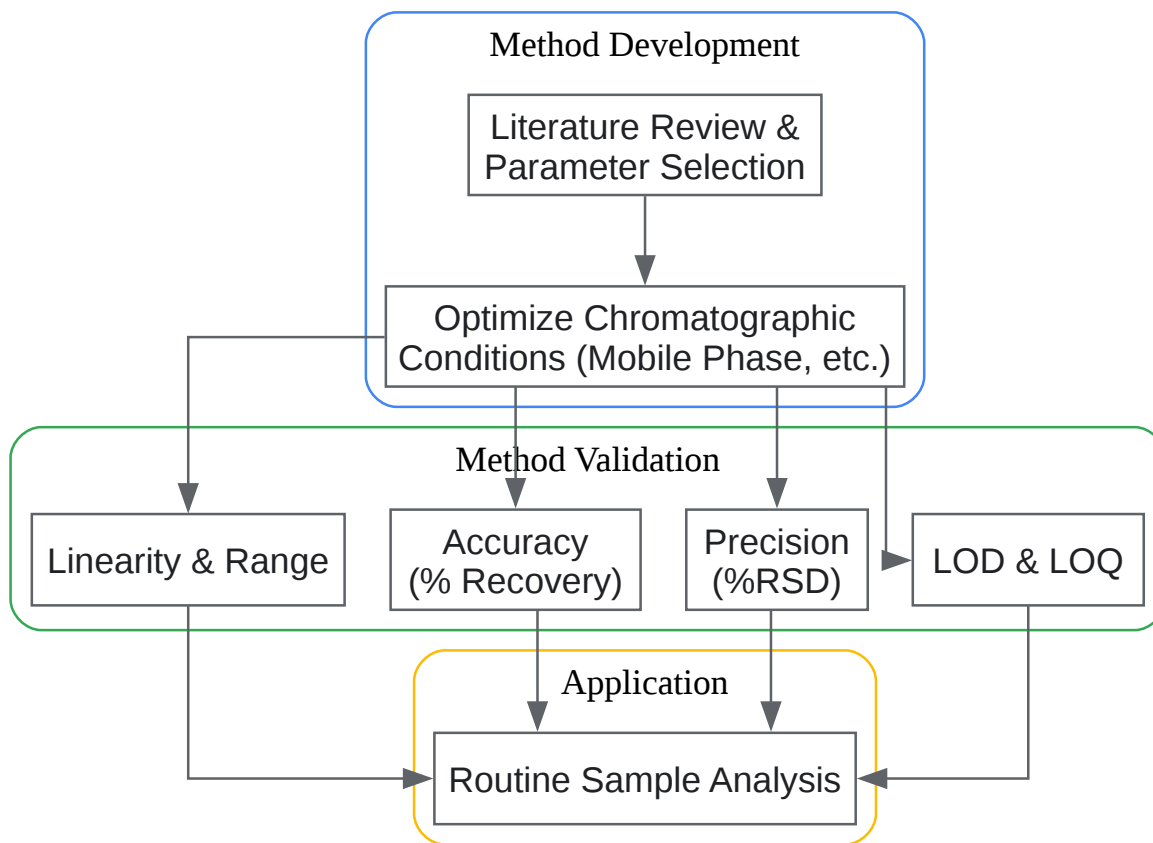 Method Development
Literature Review &
Parameter Selection
Optimize Chromatographic
Conditions (Mobile Phase, etc.)
Method Validation
Linearity & Range
Accuracy
(% Recovery)
Precision
(%RSD)
LOD & LOQ
Application
Routine Sample Analysis